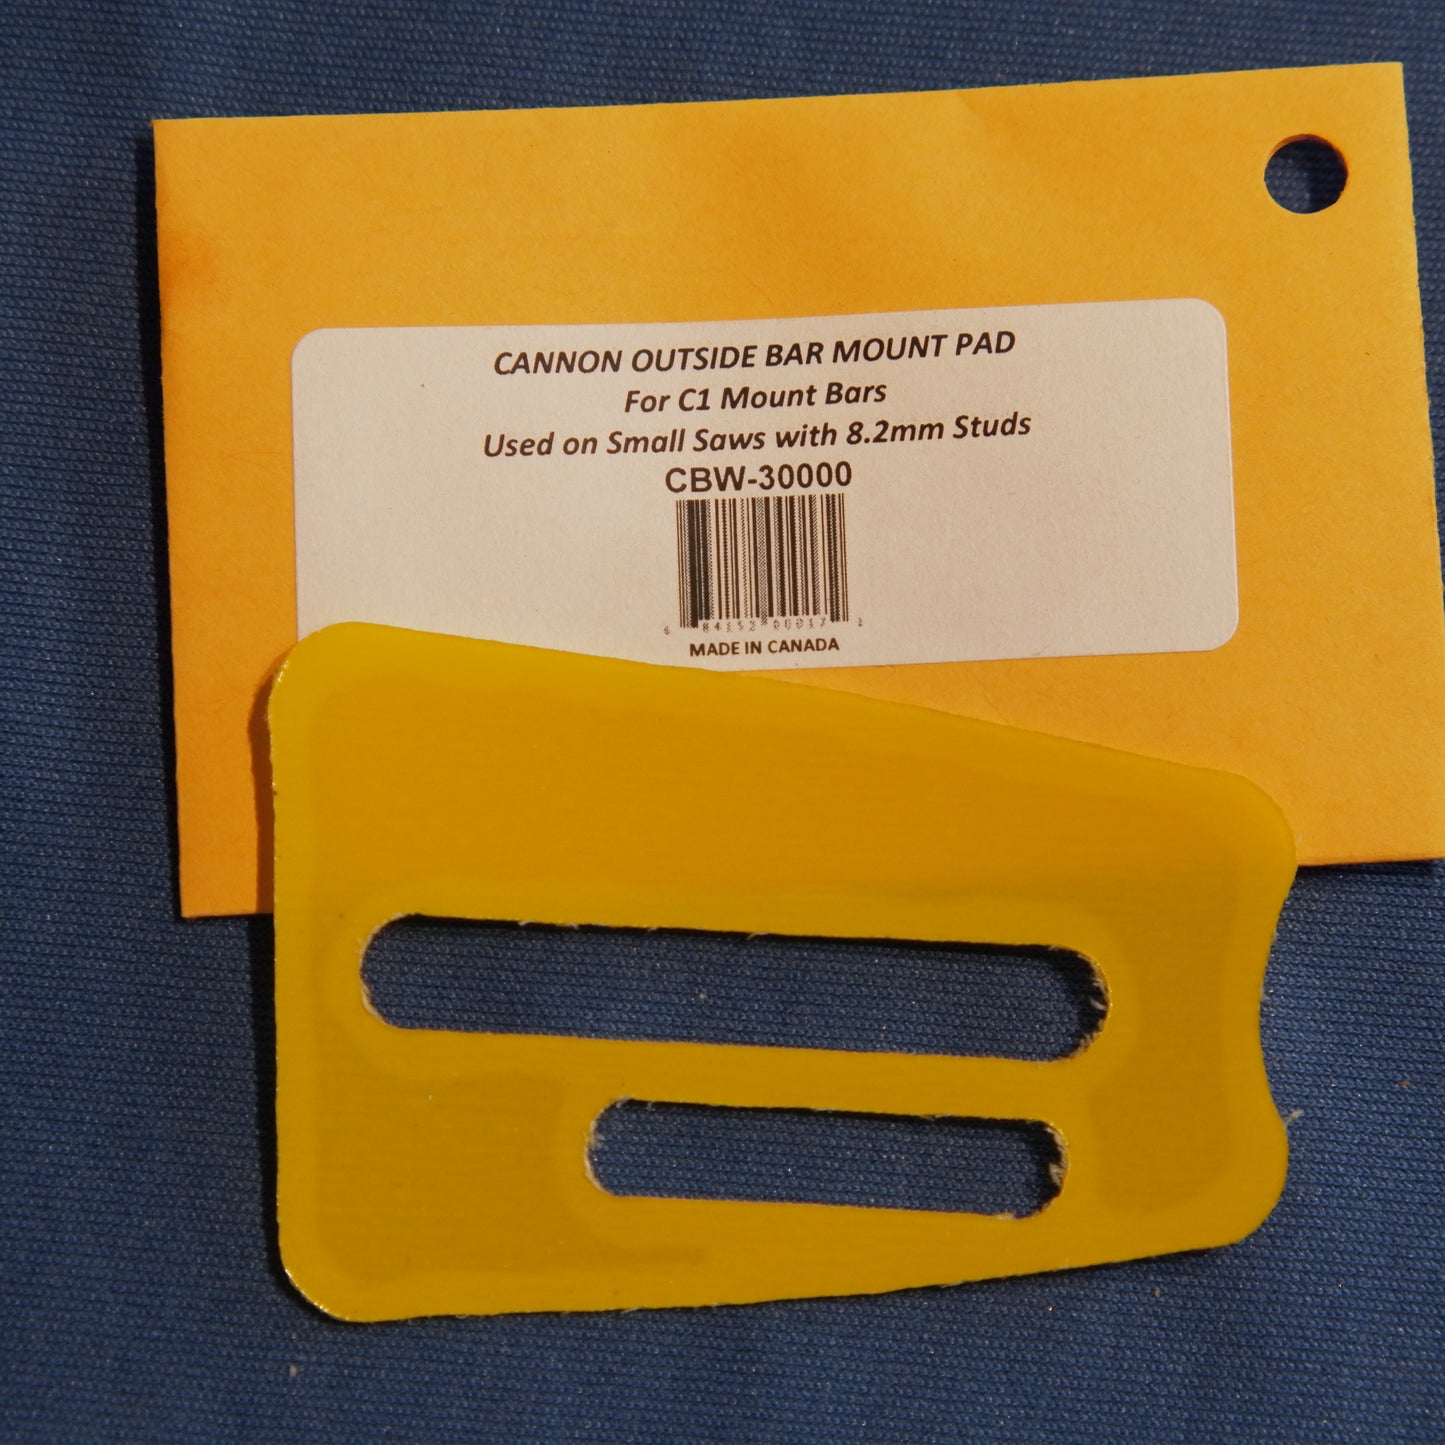 CANNON OUTSIDE BAR MOUNT PAD
For C1 Mount Bars
Used on Small Saws with 8.2mm Studs
CBW-30000
MADE IN CANADA